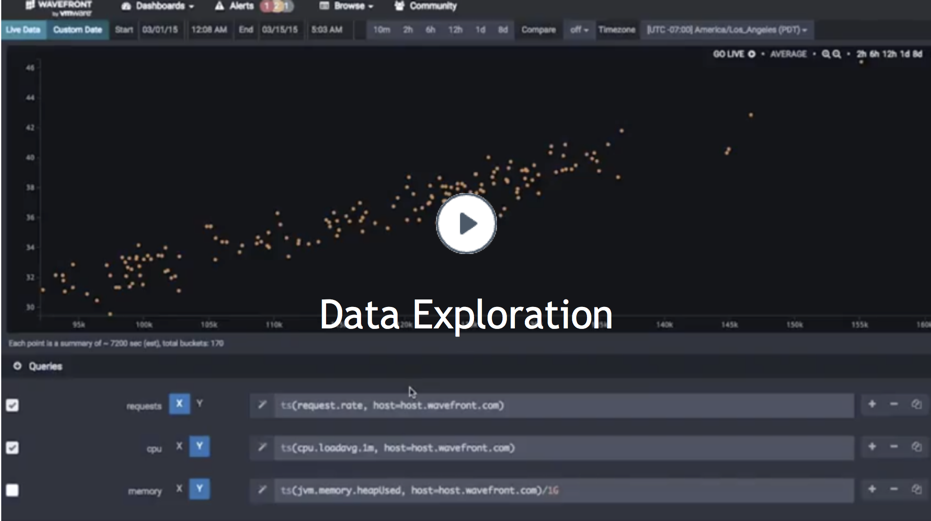 WAVEFRONT
by vmware
Dashboards
Alerts
1 2 1
Browse
Community
Live Data Custom Date Start 03/01/15 12:08 AM End 03/15/15 5:03 AM 10m 2h 6h 12h 1d 8d Compare off Timezone [UTC -07:00] America/Los_Angeles (PDT)
GO LIVE AVERAGE 2h 6h 12h 1d 8d
46
44
42
40
38
36
34
32
30
Data Exploration
95k 100k 105k 110k 120k 140k 145k 150k 155k 160k
Each point is a summary of ~ 7200 sec (est), total buckets: 170
Queries
requests X Y ts(request.rate, host=host.wavefront.com)
cpu X Y ts(cpu.loadavg.1m, host=host.wavefront.com)
memory X Y ts(jvm.memory.heapUsed, host=host.wavefront.com)/1G